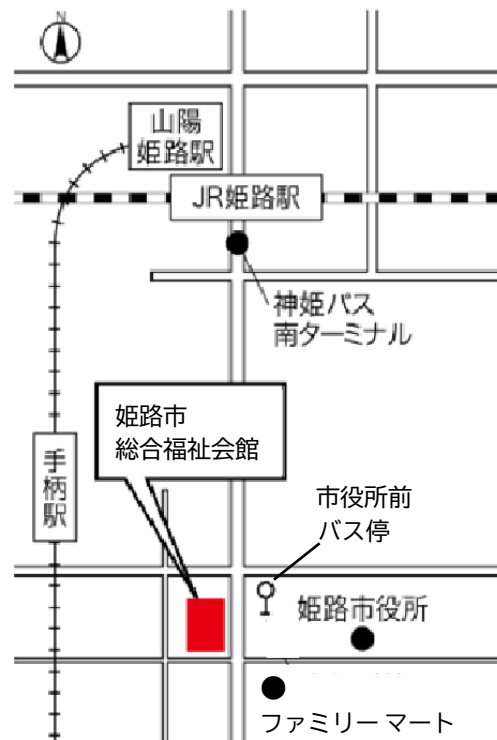 N
山陽
姫路駅
JR姫路駅
神姫バス
南ターミナル
姫路市
総合福祉会館
手柄駅
市役所前
バス停
姫路市役所
ファミリーマート